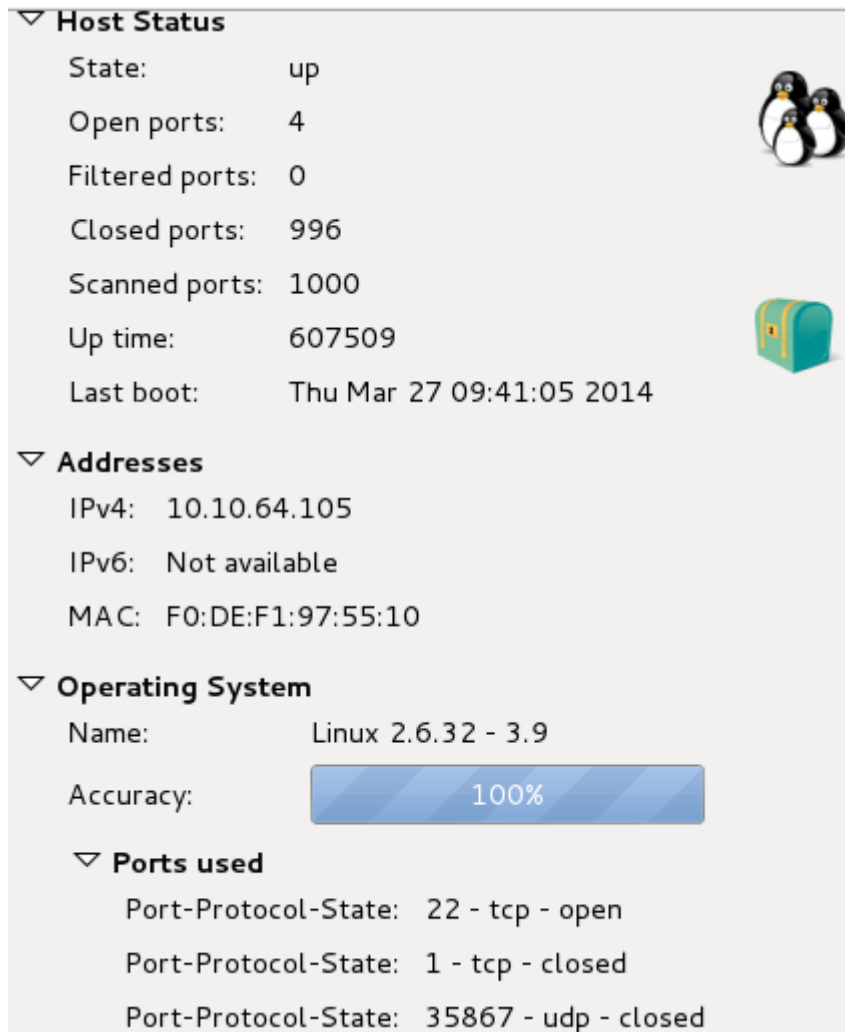 Host Status
State: up
Open ports: 4
Filtered ports: 0
Closed ports: 996
Scanned ports: 1000
Up time: 607509
Last boot: Thu Mar 27 09:41:05 2014
Addresses
IPv4: 10.10.64.105
IPv6: Not available
MAC: F0:DE:F1:97:55:10
Operating System
Name: Linux 2.6.32 - 3.9
Accuracy: 100%
Ports used
Port-Protocol-State: 22 - tcp - open
Port-Protocol-State: 1 - tcp - closed
Port-Protocol-State: 35867 - udp - closed